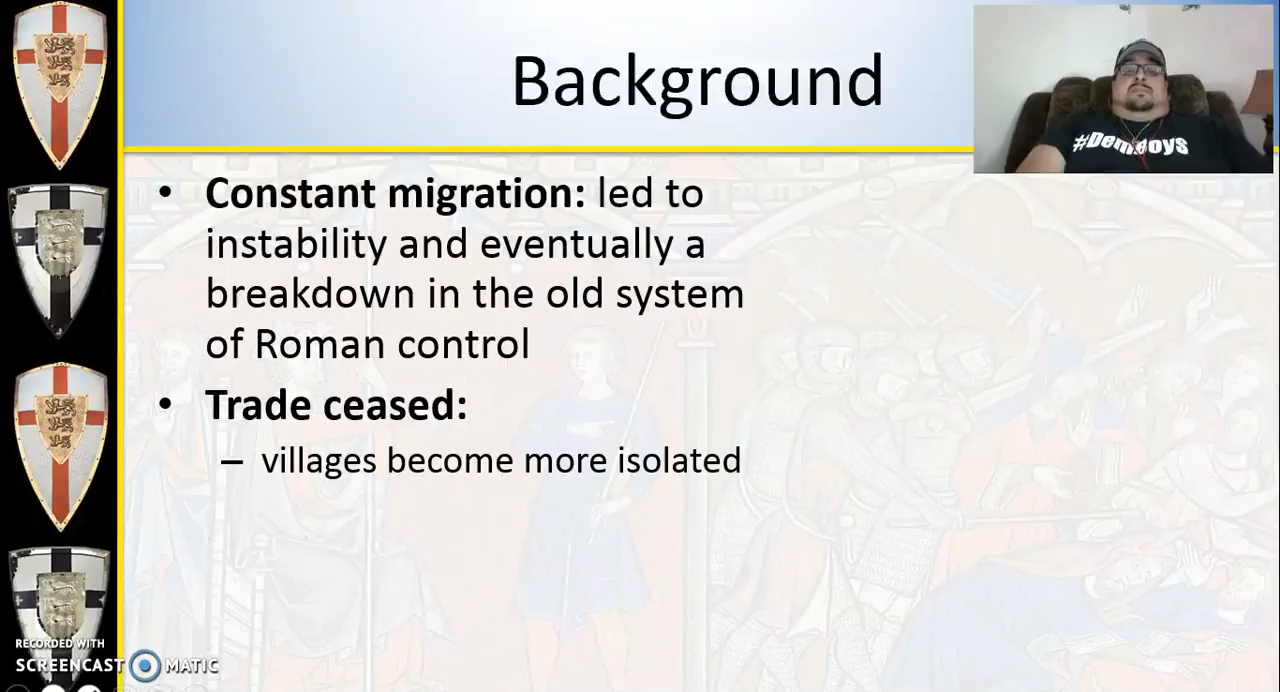 Background
#DemBoys
• Constant migration: led to
instability and eventually a
breakdown in the old system
of Roman control
• Trade ceased:
– villages become more isolated
RECORDED WITH
SCREENCAST MATIC